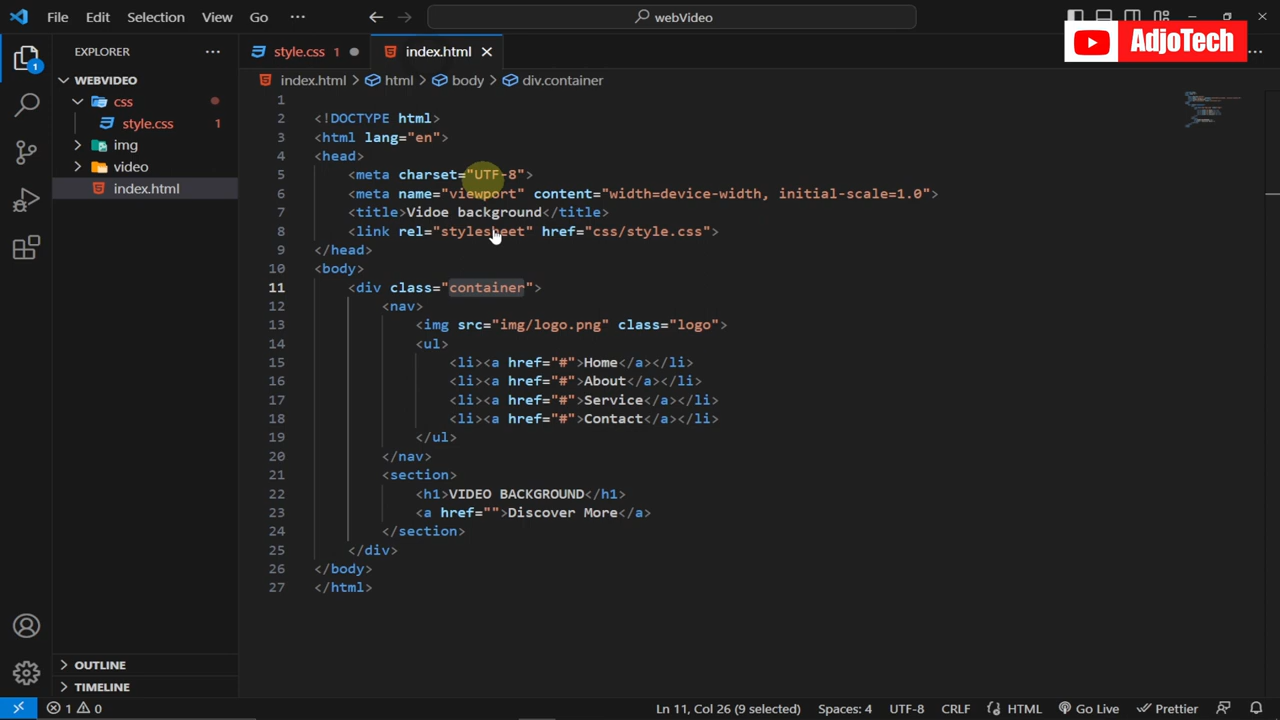 File Edit Selection View Go ··· webVideo
AdjoTech
EXPLORER ···
WEBVIDEO
css
style.css 1
img
video
index.html
OUTLINE
TIMELINE
1
style.css 1
index.html
index.html > html > body > div.container
1
2 <!DOCTYPE html>
3 <html lang="en">
4 <head>
5 <meta charset="UTF-8">
6 <meta name="viewport" content="width=device-width, initial-scale=1.0">
7 <title>Vidoe background</title>
8 <link rel="stylesheet" href="css/style.css">
9 </head>
10 <body>
11 <div class="container">
12 <nav>
13 <img src="img/logo.png" class="logo">
14 <ul>
15 <li><a href="#">Home</a></li>
16 <li><a href="#">About</a></li>
17 <li><a href="#">Service</a></li>
18 <li><a href="#">Contact</a></li>
19 </ul>
20 </nav>
21 <section>
22 <h1>VIDEO BACKGROUND</h1>
23 <a href="">Discover More</a>
24 </section>
25 </div>
26 </body>
27 </html>
1 0 Ln 11, Col 26 (9 selected) Spaces: 4 UTF-8 CRLF HTML Go Live Prettier